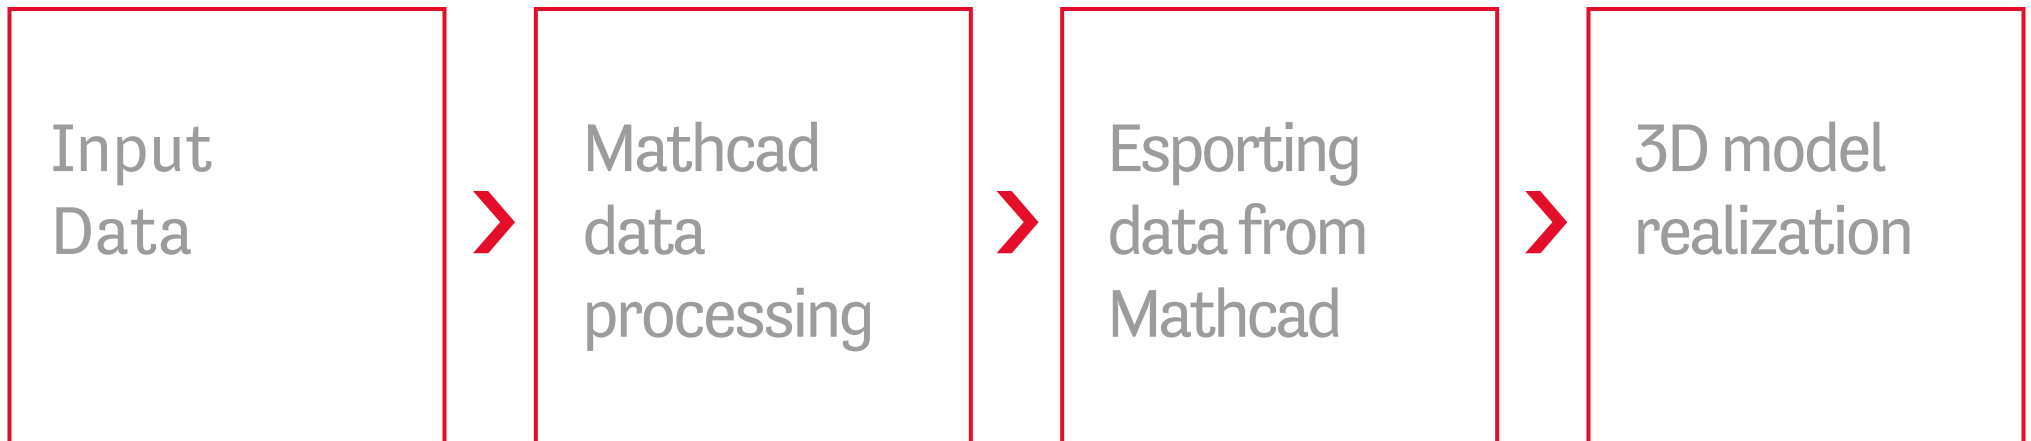 Input
Data
Mathcad
data
processing
Esporting
data from
Mathcad
3D model
realization